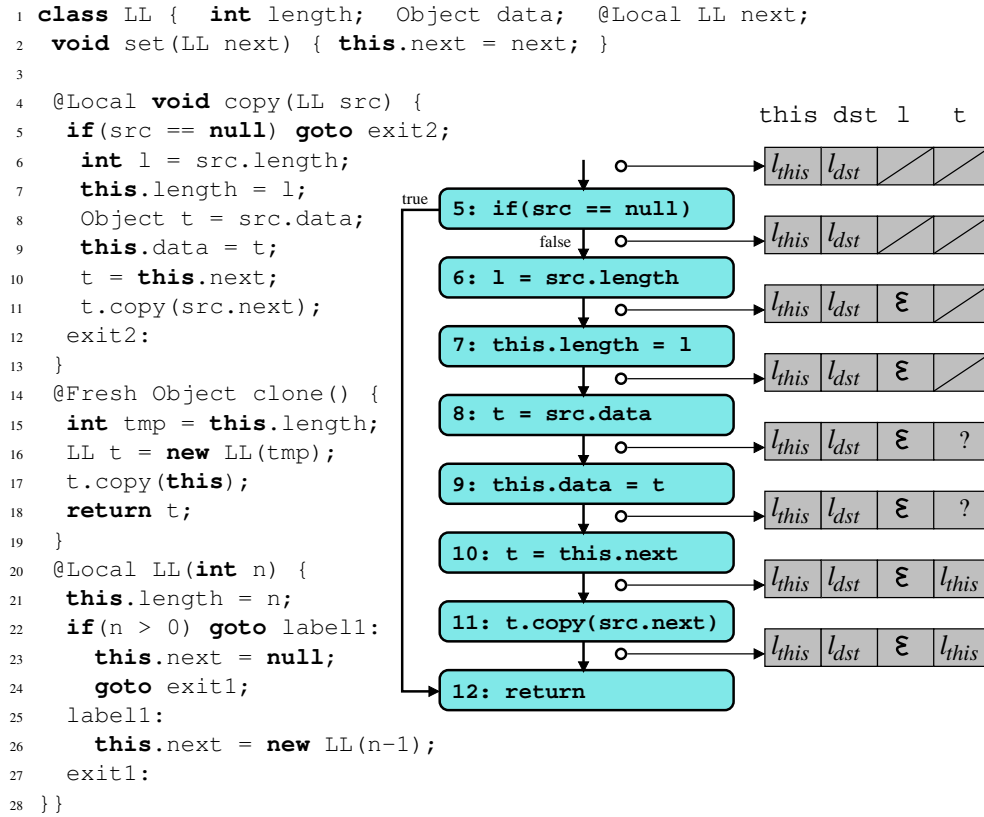 1 class LL { int length; Object data; @Local LL next;
2 void set(LL next) { this.next = next; }
3
4 @Local void copy(LL src) {
5 if(src == null) goto exit2;
6 int l = src.length;
7 this.length = l;
8 Object t = src.data;
9 this.data = t;
10 t = this.next;
11 t.copy(src.next);
12 exit2:
13 }
14 @Fresh Object clone() {
15 int tmp = this.length;
16 LL t = new LL(tmp);
17 t.copy(this);
18 return t;
19 }
20 @Local LL(int n) {
21 this.length = n;
22 if(n > 0) goto label1:
23 this.next = null;
24 goto exit1;
25 label1:
26 this.next = new LL(n-1);
27 exit1:
28 }}
this dst l t
l_this l_dst
true
5: if(src == null)
false
l_this l_dst
6: l = src.length
l_this l_dst ε
7: this.length = l
l_this l_dst ε
8: t = src.data
l_this l_dst ε ?
9: this.data = t
l_this l_dst ε ?
10: t = this.next
l_this l_dst ε l_this
11: t.copy(src.next)
l_this l_dst ε l_this
12: return